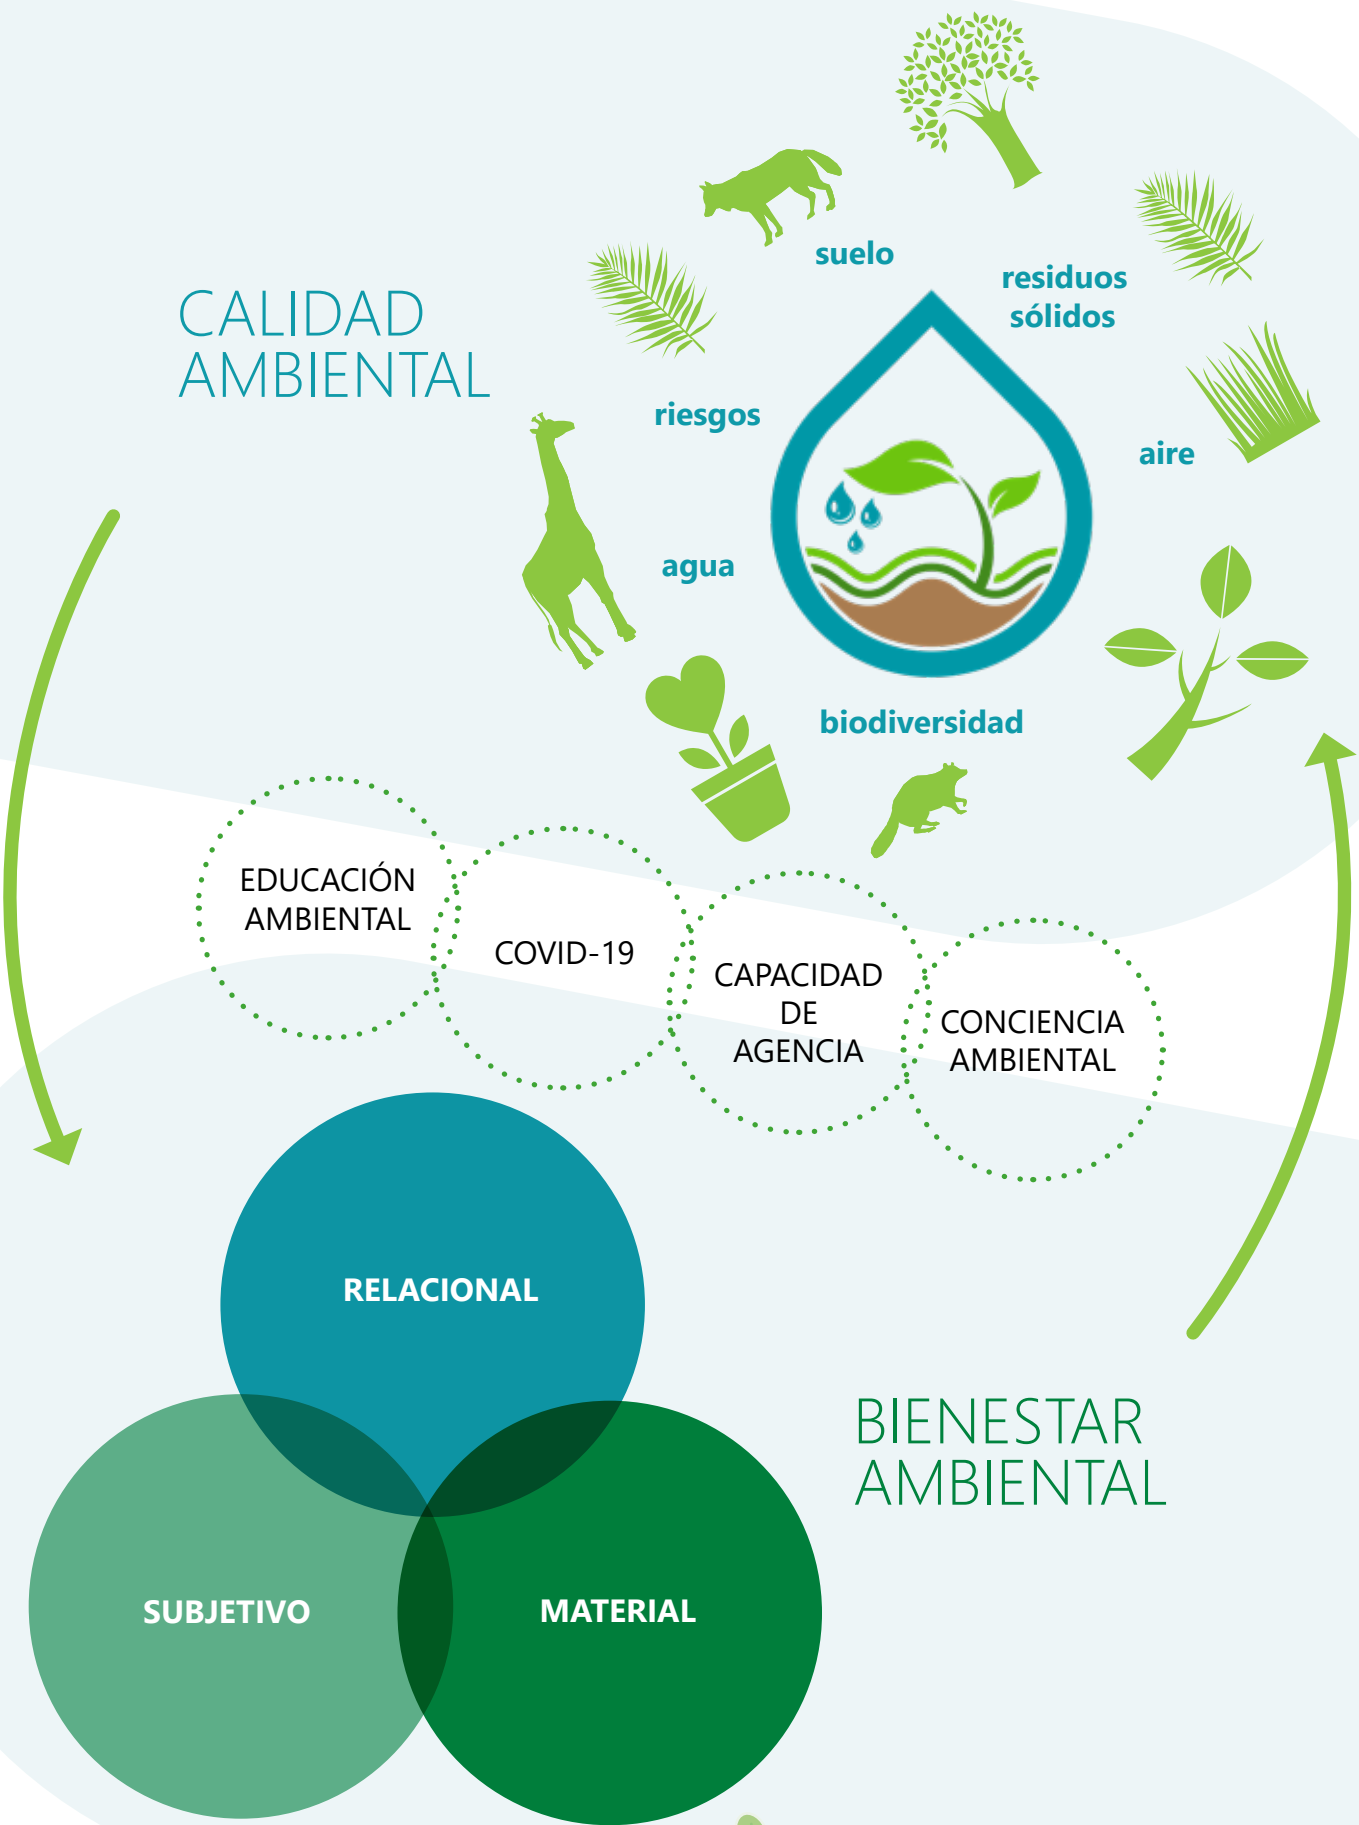 CALIDAD
AMBIENTAL
suelo
residuos
sólidos
riesgos
aire
agua
biodiversidad
EDUCACIÓN
AMBIENTAL
COVID-19
CAPACIDAD
DE
AGENCIA
CONCIENCIA
AMBIENTAL
RELACIONAL
BIENESTAR
AMBIENTAL
SUBJETIVO
MATERIAL